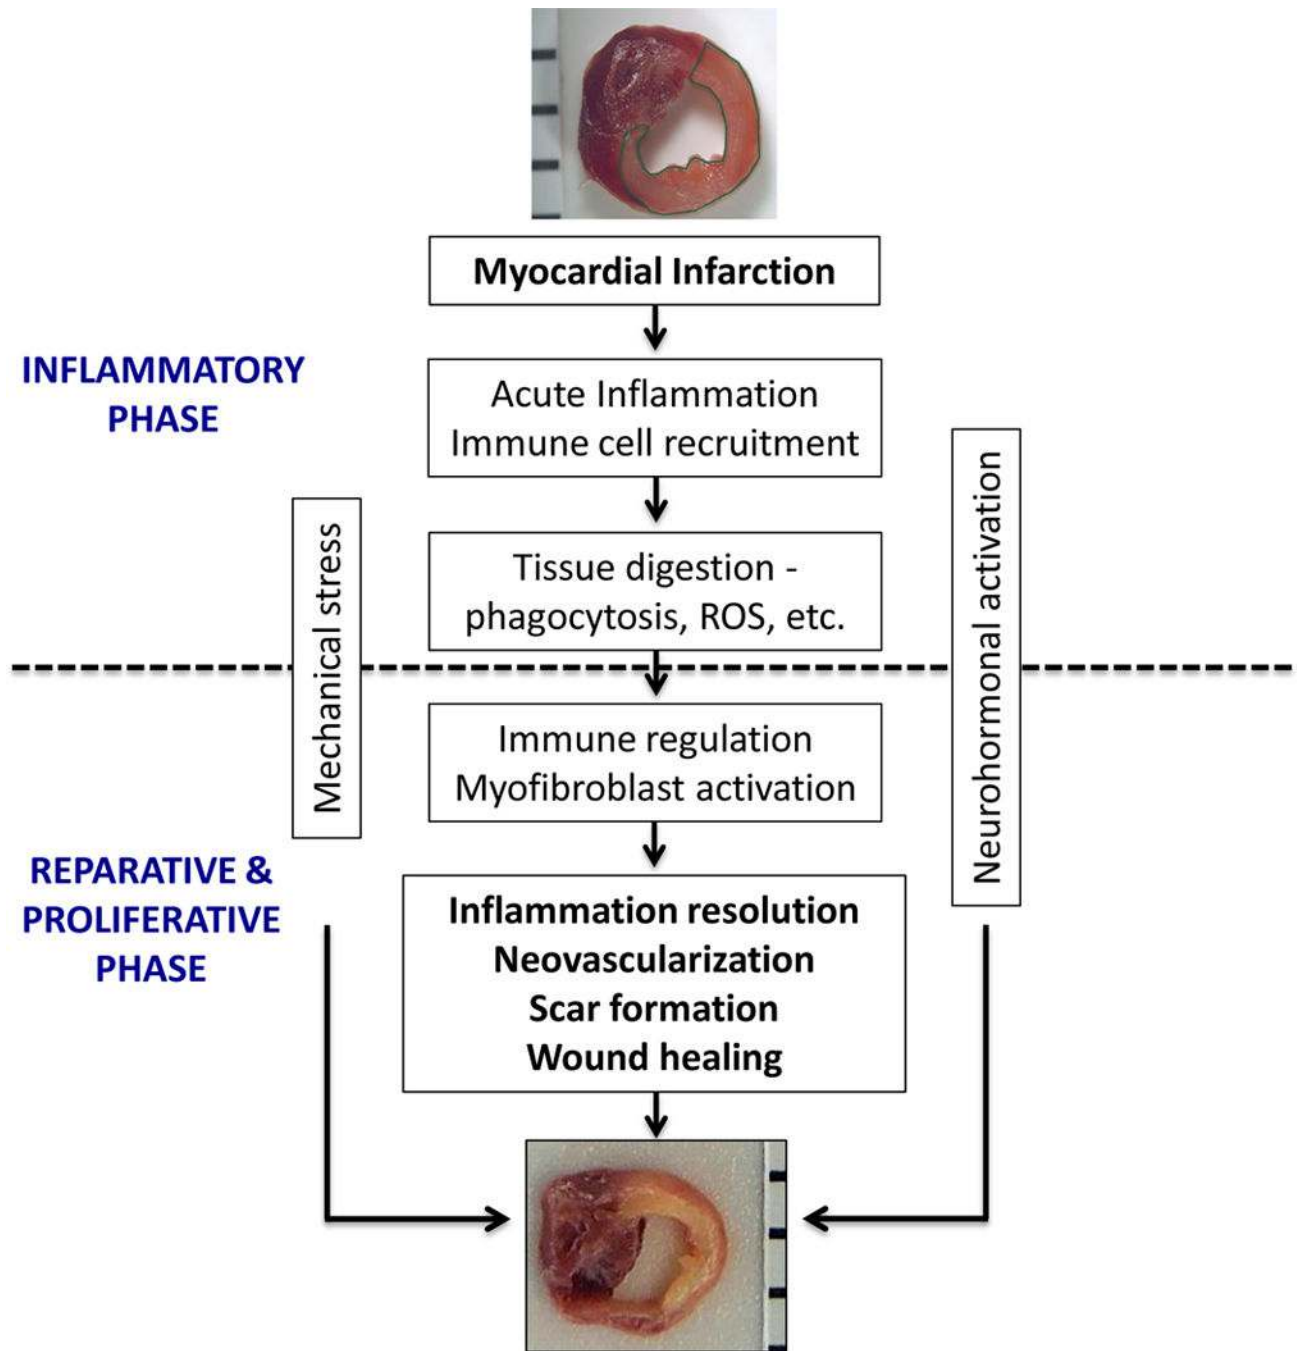 Myocardial Infarction
INFLAMMATORY
PHASE
Acute Inflammation
Immune cell recruitment
Tissue digestion -
phagocytosis, ROS, etc.
Mechanical stress
Neurohormonal activation
Immune regulation
Myofibroblast activation
REPARATIVE &
PROLIFERATIVE
PHASE
Inflammation resolution
Neovascularization
Scar formation
Wound healing